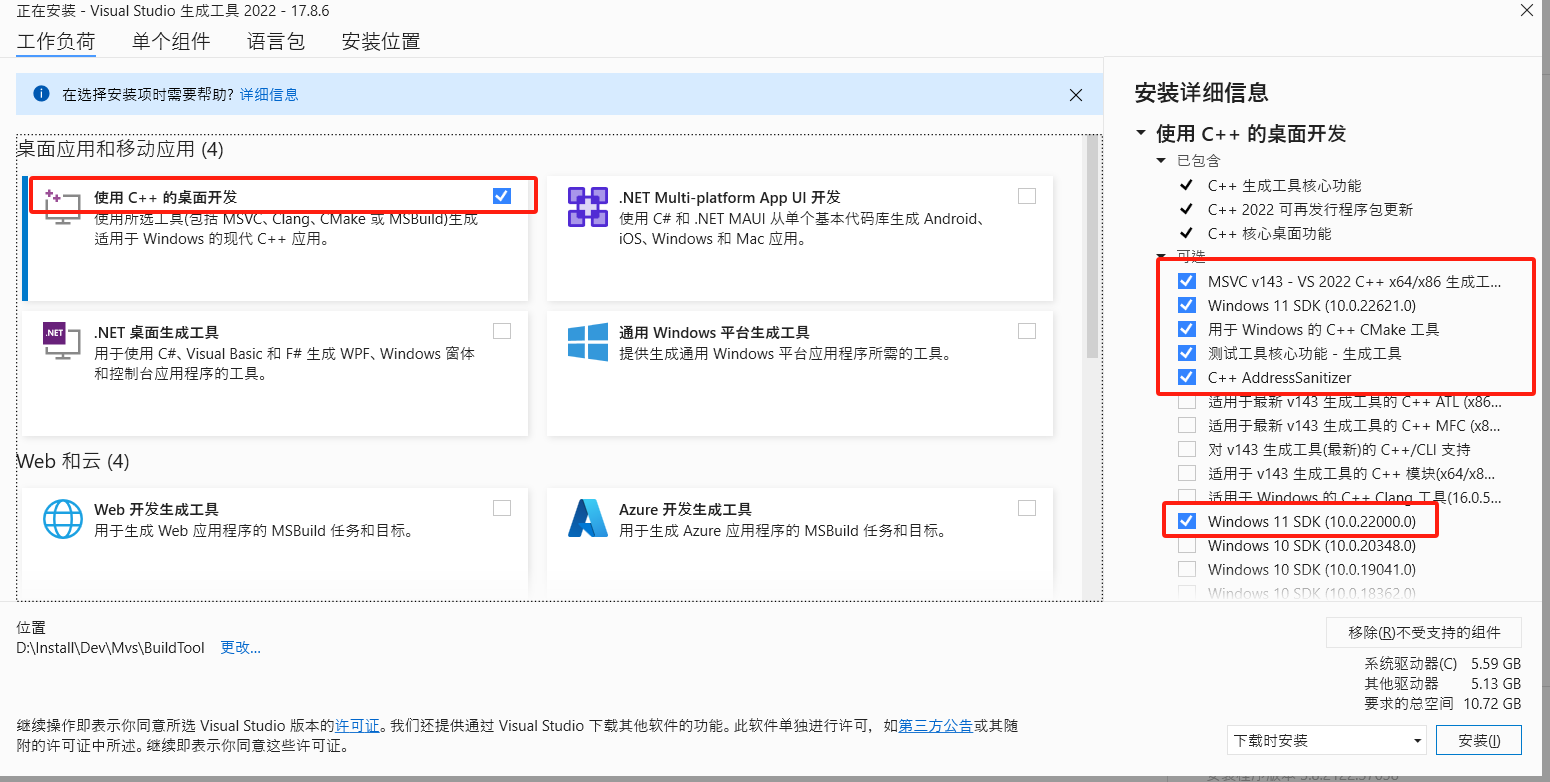 正在安装 - Visual Studio 生成工具 2022 - 17.8.6
工作负荷 单个组件 语言包 安装位置
在选择安装项时需要帮助? 详细信息
桌面应用和移动应用 (4)
使用 C++ 的桌面开发
使用所选工具(包括 MSVC、Clang、CMake 或 MSBuild)生成
适用于 Windows 的现代 C++ 应用。
.NET Multi-platform App UI 开发
使用 C# 和 .NET MAUI 从单个基本代码库生成 Android、
iOS、Windows 和 Mac 应用。
.NET
.NET 桌面生成工具
用于使用 C#、Visual Basic 和 F# 生成 WPF、Windows 窗体
和控制台应用程序的工具。
通用 Windows 平台生成工具
提供生成通用 Windows 平台应用程序所需的工具。
Web 和云 (4)
Web 开发生成工具
用于生成 Web 应用程序的 MSBuild 任务和目标。
Azure 开发生成工具
用于生成 Azure 应用程序的 MSBuild 任务和目标。
安装详细信息
使用 C++ 的桌面开发
已包含
C++ 生成工具核心功能
C++ 2022 可再发行程序包更新
C++ 核心桌面功能
可选
MSVC v143 - VS 2022 C++ x64/x86 生成工...
Windows 11 SDK (10.0.22621.0)
用于 Windows 的 C++ CMake 工具
测试工具核心功能 - 生成工具
C++ AddressSanitizer
适用于最新 v143 生成工具的 C++ ATL (x86...
适用于最新 v143 生成工具的 C++ MFC (x8...
对 v143 生成工具(最新)的 C++/CLI 支持
适用于 v143 生成工具的 C++ 模块(x64/x8...
适用于 Windows 的 C++ Clang 工具(16.0.5...
Windows 11 SDK (10.0.22000.0)
Windows 10 SDK (10.0.20348.0)
Windows 10 SDK (10.0.19041.0)
Windows 10 SDK (10.0.18362.0)
位置
D:\Install\Dev\Mvs\BuildTool 更改...
移除(R)不受支持的组件
系统驱动器(C) 5.59 GB
其他驱动器 5.13 GB
要求的总空间 10.72 GB
继续操作即表示你同意所选 Visual Studio 版本的许可证。我们还提供通过 Visual Studio 下载其他软件的功能。此软件单独进行许可，如第三方公告或其随
附的许可证中所述。继续即表示你同意这些许可证。
下载时安装
安装(I)